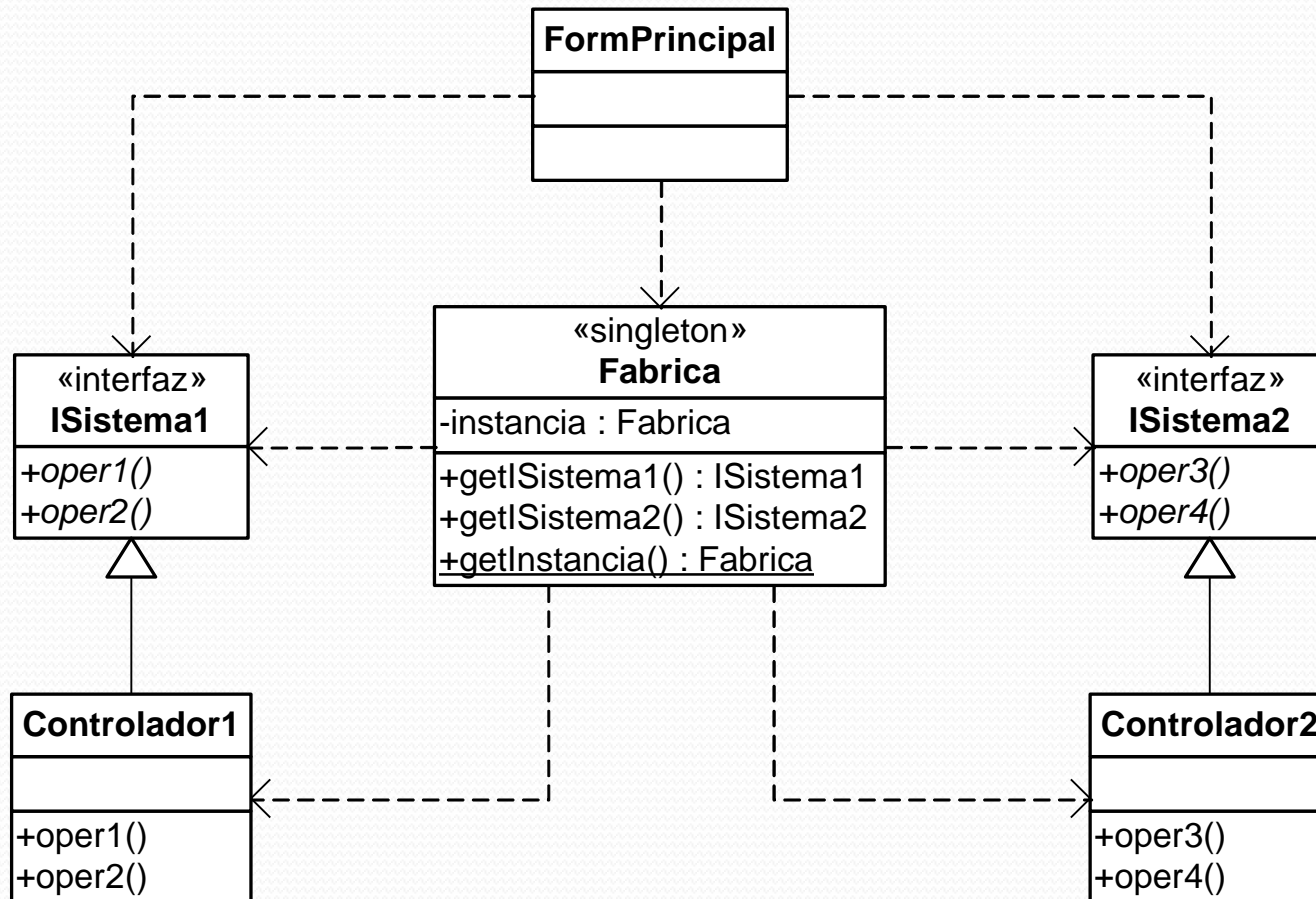 FormPrincipal
«singleton»
Fabrica
-instancia : Fabrica
+getISistema1() : ISistema1
+getISistema2() : ISistema2
+getInstancia() : Fabrica
«interfaz»
ISistema1
+oper1()
+oper2()
«interfaz»
ISistema2
+oper3()
+oper4()
Controlador1
+oper1()
+oper2()
Controlador2
+oper3()
+oper4()